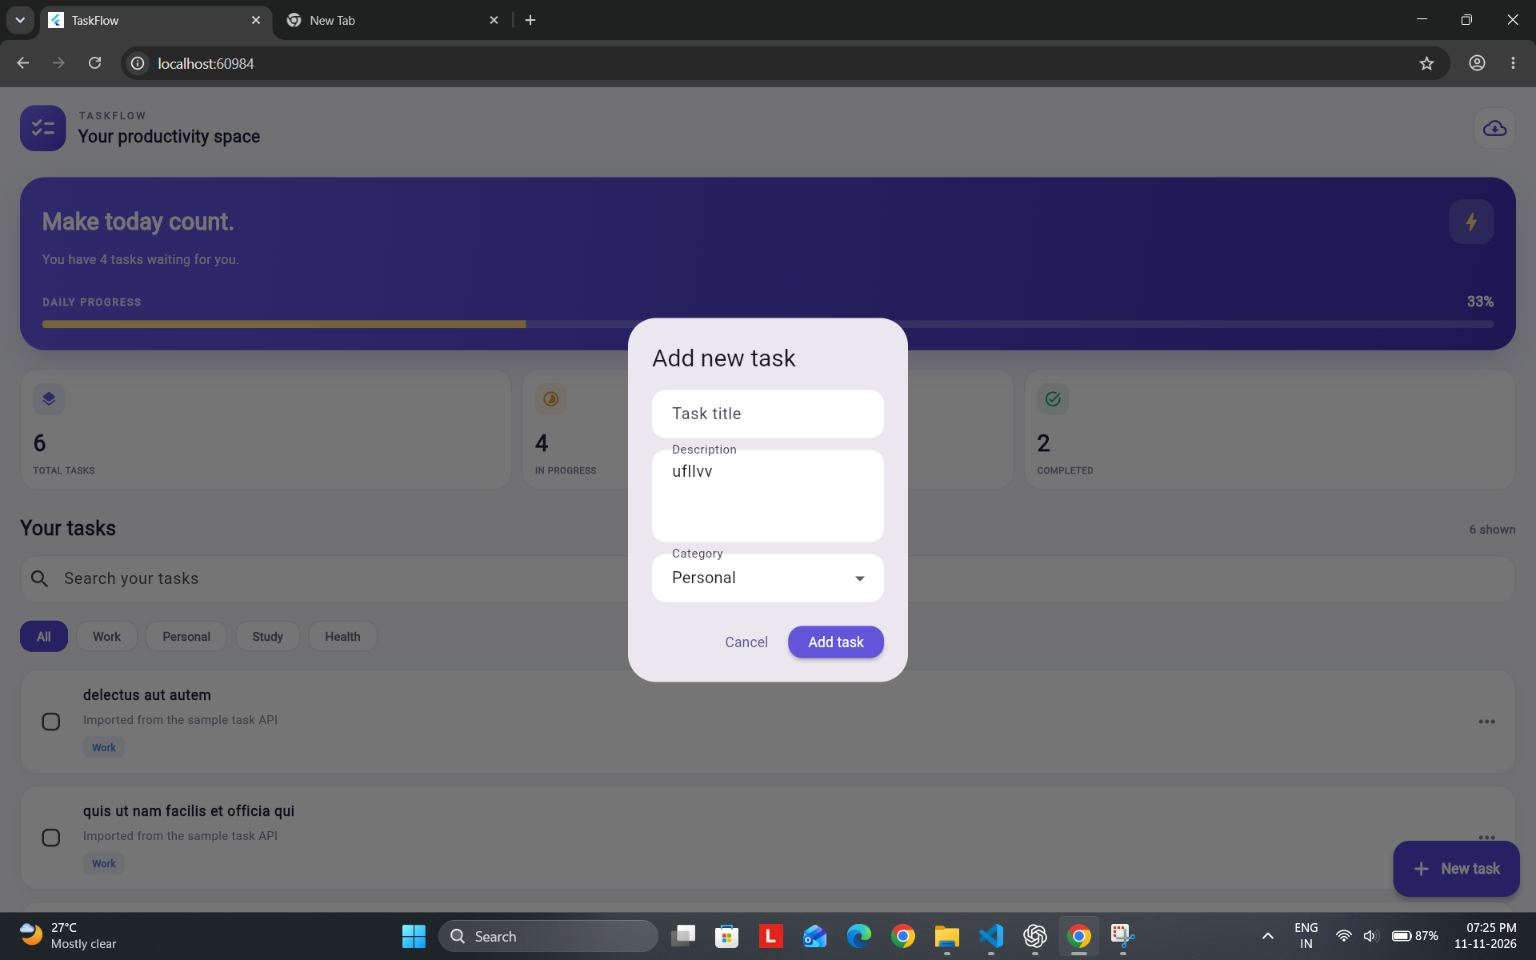 TaskFlow
New Tab
localhost:60984
TASKFLOW
Your productivity space
Make today count.
You have 4 tasks waiting for you.
DAILY PROGRESS
33%
6
TOTAL TASKS
4
IN PROGRESS
2
COMPLETED
Add new task
Task title
Description
ufllvv
Category
Personal
Cancel
Add task
Your tasks
6 shown
Search your tasks
All
Work
Personal
Study
Health
delectus aut autem
Imported from the sample task API
Work
quis ut nam facilis et officia qui
Imported from the sample task API
Work
New task
27°C
Mostly clear
Search
L
ENG
IN
87%
07:25 PM
11-11-2026